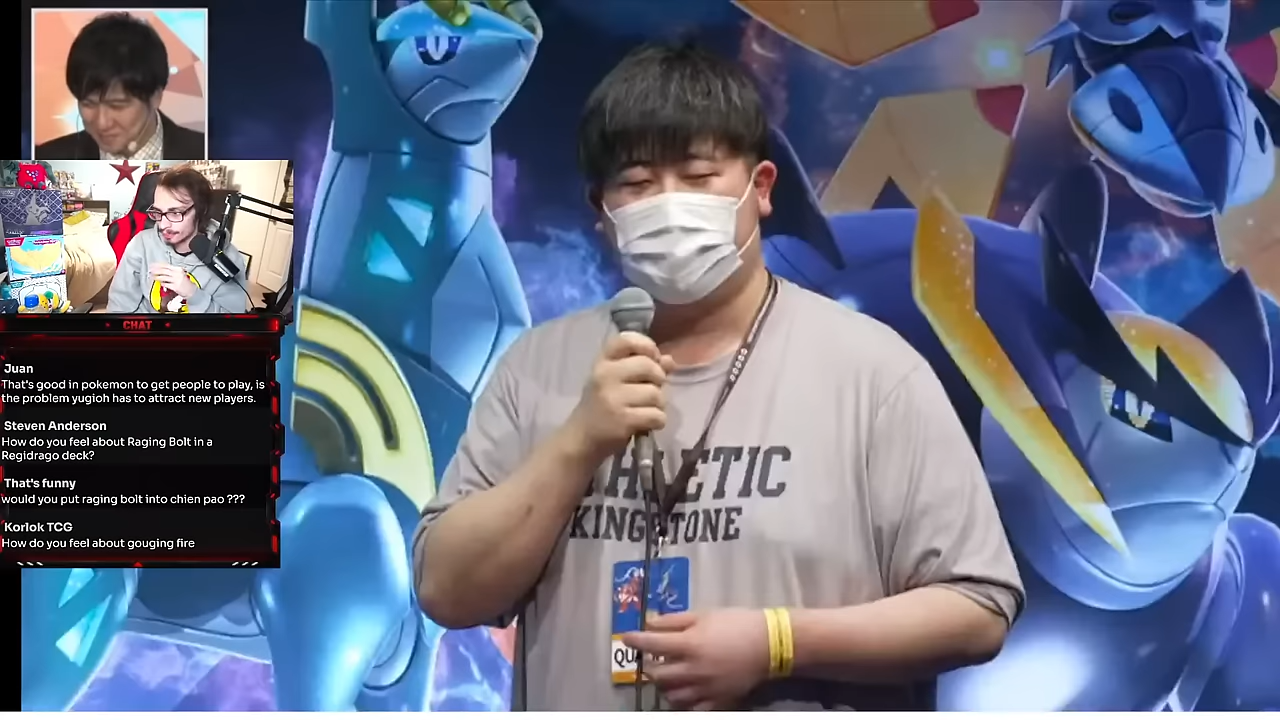 CHAT
Juan
That's good in pokemon to get people to play, is
the problem yugioh has to attract new players.
Steven Anderson
How do you feel about Raging Bolt in a
Regidrago deck?
That's funny
would you put raging bolt into chien pao ???
Korlok TCG
How do you feel about gouging fire